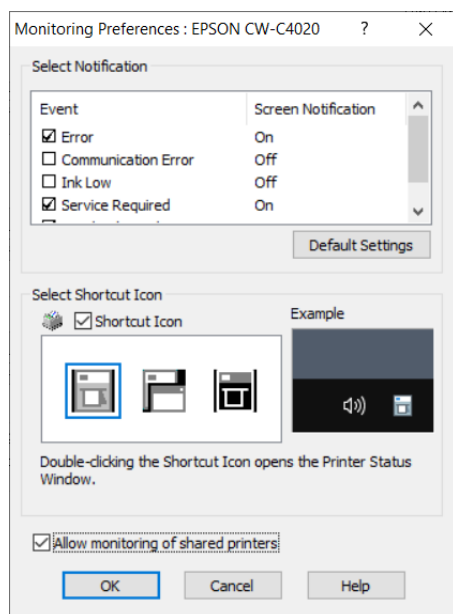 Monitoring Preferences : EPSON CW-C4020 ?
Select Notification
Event Screen Notification
Error On
Communication Error Off
Ink Low Off
Service Required On
Default Settings
Select Shortcut Icon
Shortcut Icon
Example
Double-clicking the Shortcut Icon opens the Printer Status
Window.
Allow monitoring of shared printers
OK Cancel Help